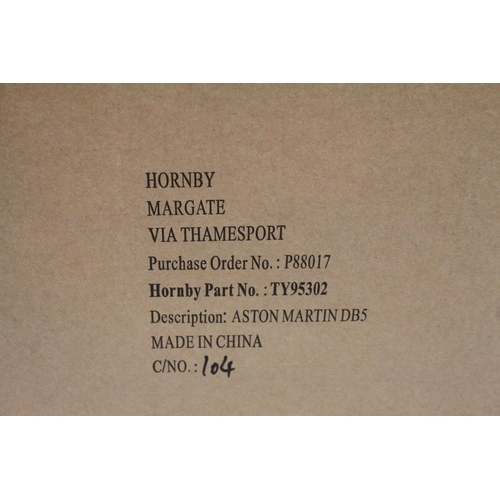 HORNBY
MARGATE
VIA THAMESPORT
Purchase Order No. : P88017
Hornby Part No. : TY95302
Description: ASTON MARTIN DB5
MADE IN CHINA
C/NO. : 104